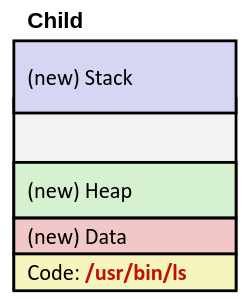 Child
(new) Stack
(new) Heap
(new) Data
Code: /usr/bin/ls